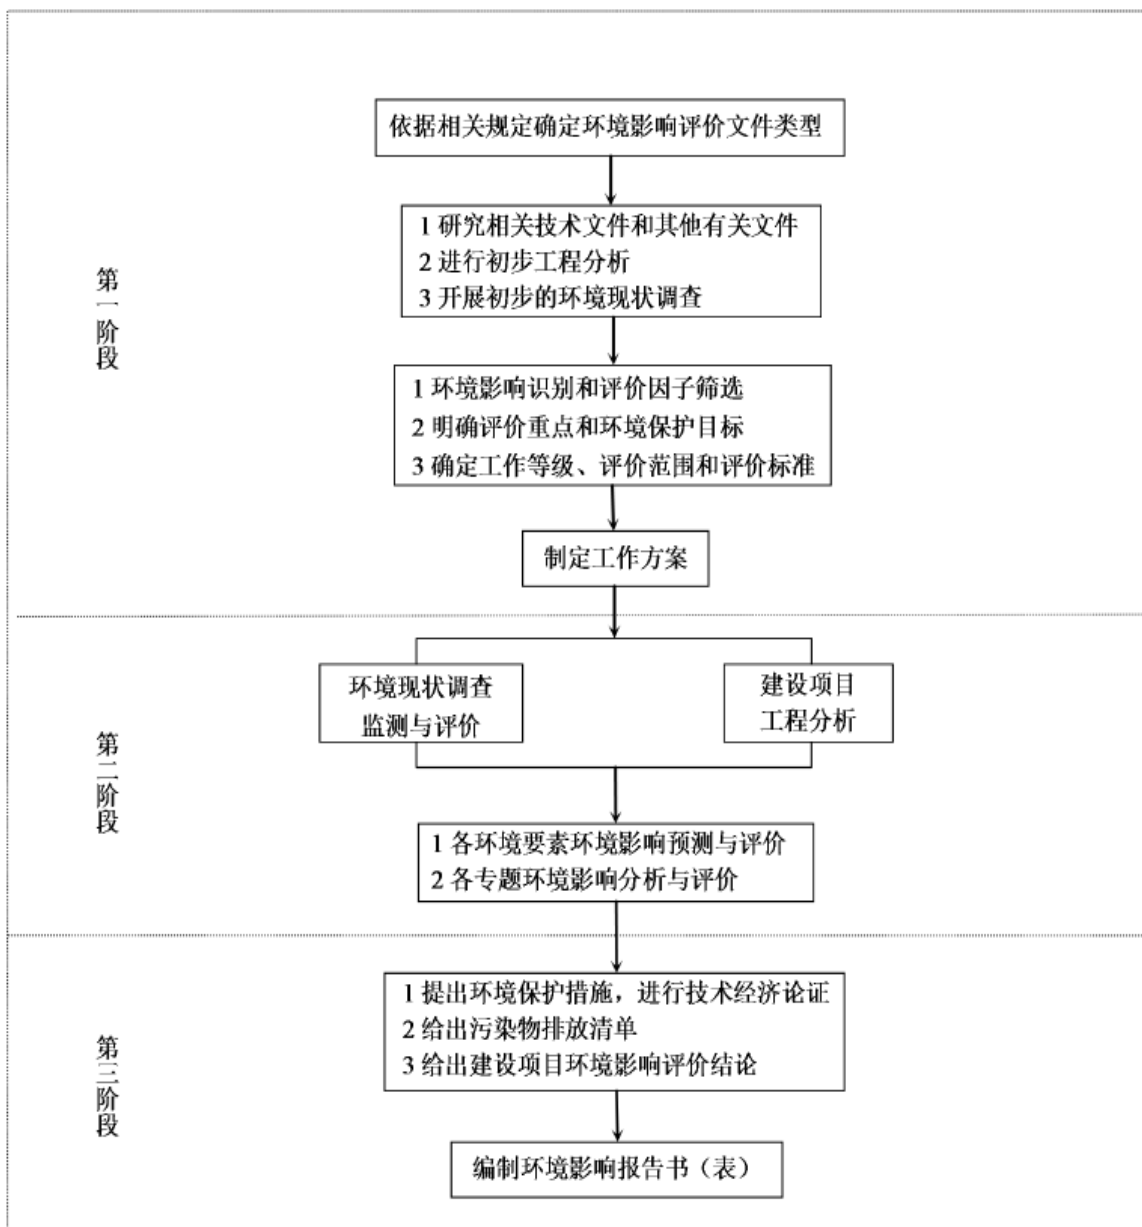 依据相关规定确定环境影响评价文件类型
1 研究相关技术文件和其他有关文件
2 进行初步工程分析
3 开展初步的环境现状调查
第一阶段
1 环境影响识别和评价因子筛选
2 明确评价重点和环境保护目标
3 确定工作等级、评价范围和评价标准
制定工作方案
环境现状调查
监测与评价
建设项目
工程分析
第二阶段
1 各环境要素环境影响预测与评价
2 各专题环境影响分析与评价
1 提出环境保护措施，进行技术经济论证
2 给出污染物排放清单
3 给出建设项目环境影响评价结论
第三阶段
编制环境影响报告书（表）